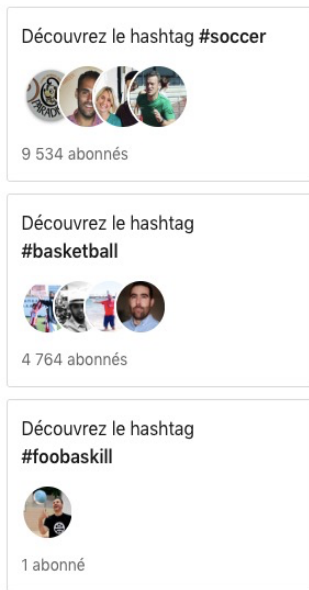 Découvrez le hashtag #soccer
9 534 abonnés
Découvrez le hashtag
#basketball
4 764 abonnés
Découvrez le hashtag
#foobaskill
1 abonné